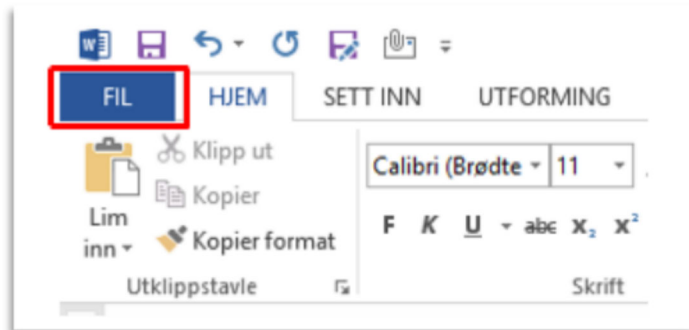 FIL HJEM SETT INN UTFORMING
Klipp ut
Kopier
Kopier format
Lim
inn
Utklippstavle
Calibri (Brødte 11
F K U abc X₂ X²
Skrift